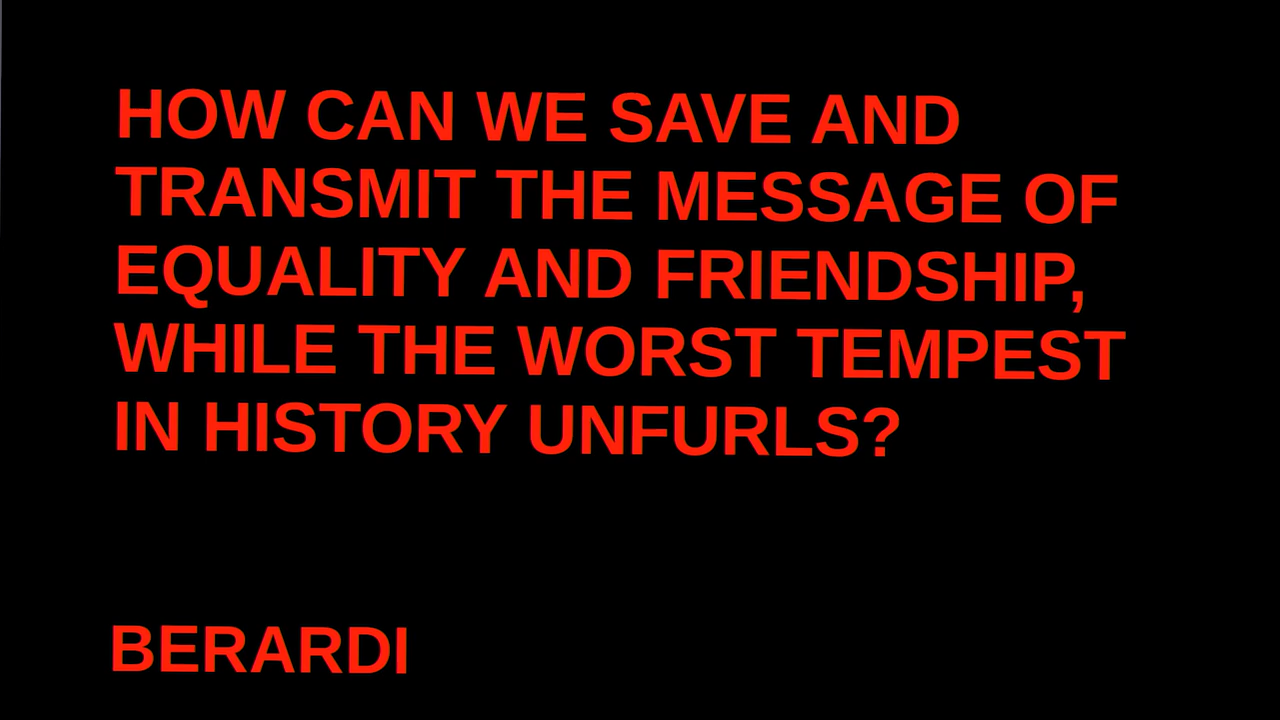 HOW CAN WE SAVE AND
TRANSMIT THE MESSAGE OF
EQUALITY AND FRIENDSHIP,
WHILE THE WORST TEMPEST
IN HISTORY UNFURLS?
BERARDI